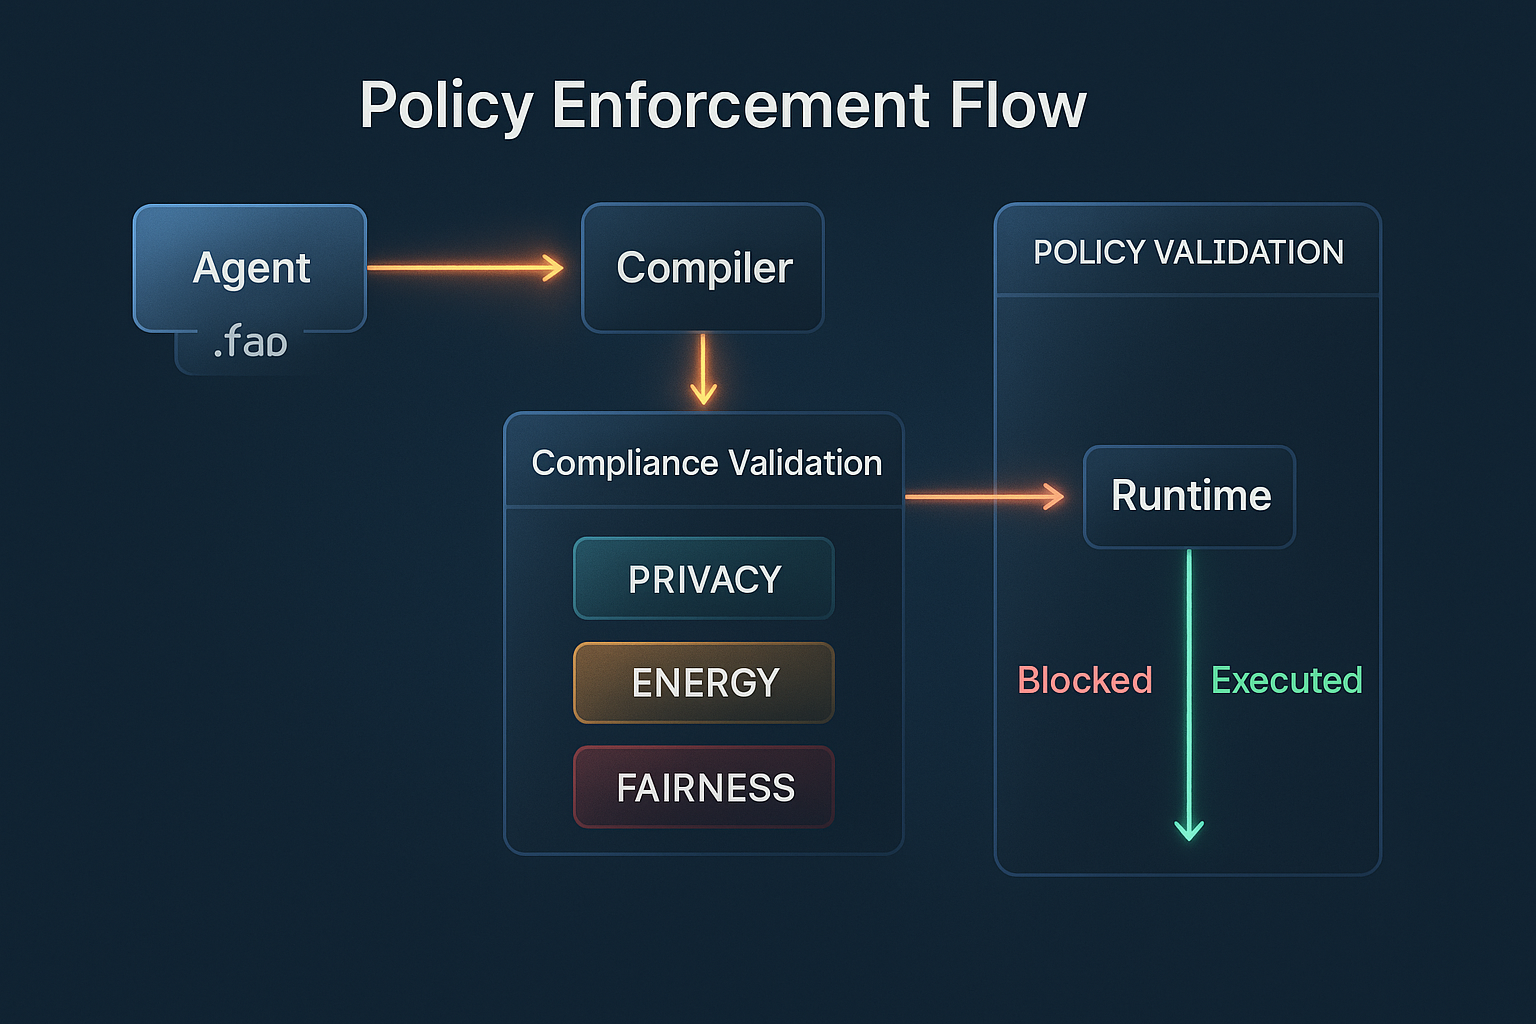 Policy Enforcement Flow
Agent
Compiler
POLICY VALIDATION
.fap
Compliance Validation
Runtime
PRIVACY
ENERGY
Blocked
Executed
FAIRNESS